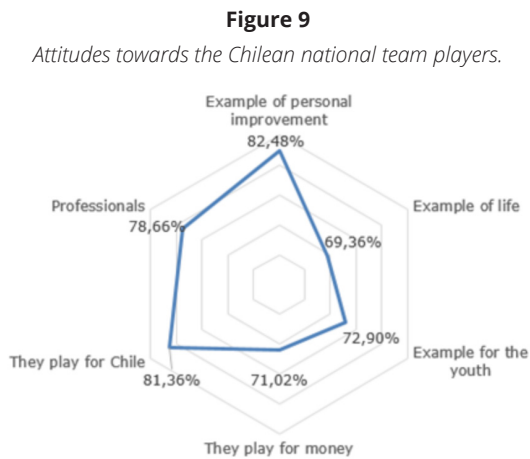 Figure 9
Attitudes towards the Chilean national team players.
Example of personal
improvement
82,48%
Professionals
78,66%
Example of life
69,36%
72,90%
Example for the
youth
They play for Chile
81,36%
71,02%
They play for money